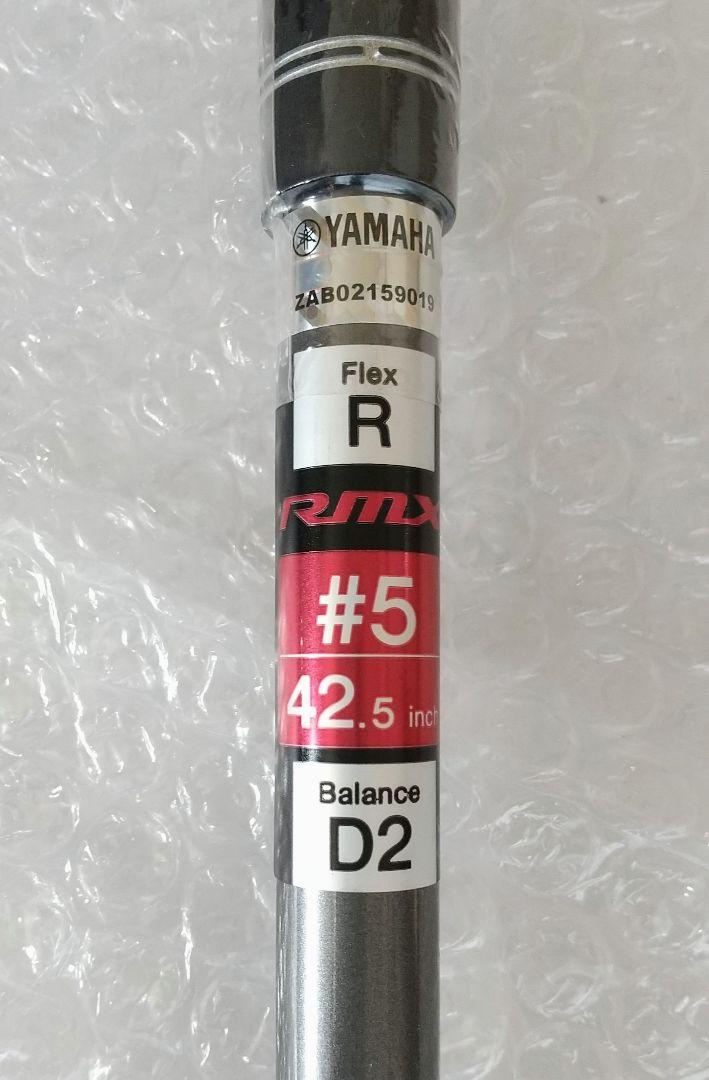 YAMAHA
ZAB02159019
Flex
R
RMX
#5
42.5 inch
Balance
D2